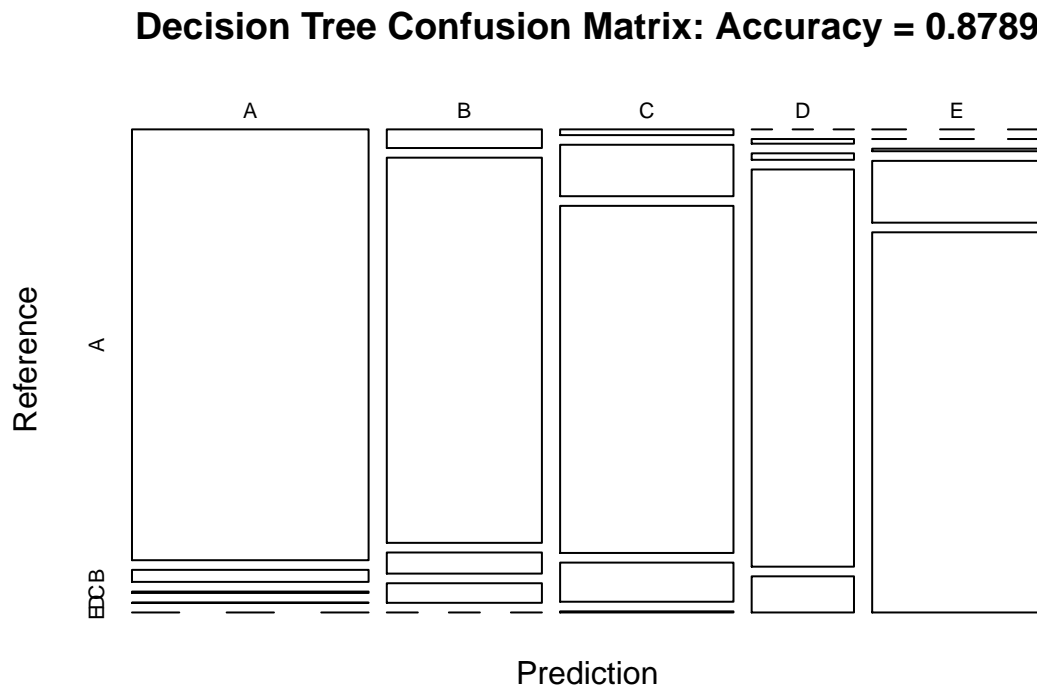 Decision Tree Confusion Matrix: Accuracy = 0.8789
A B C D E
Reference
A
B
C
D
E
Prediction